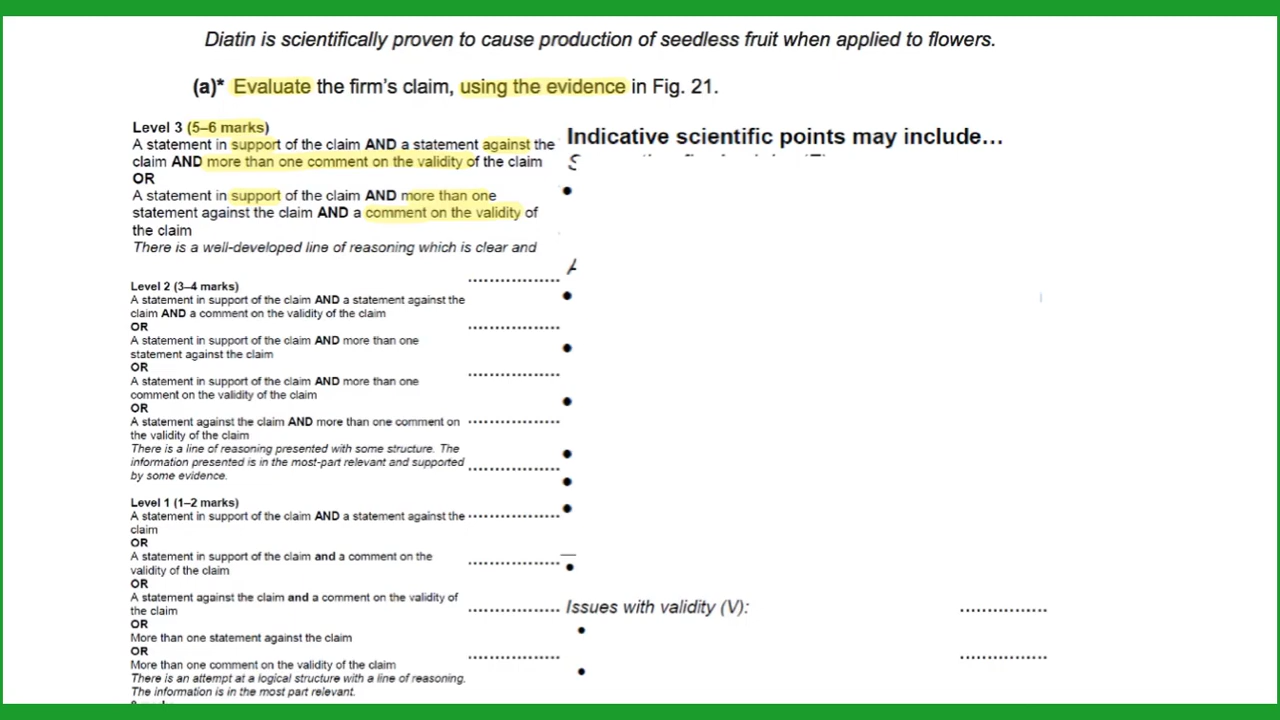 Diatin is scientifically proven to cause production of seedless fruit when applied to flowers.
(a)* Evaluate the firm's claim, using the evidence in Fig. 21.
Level 3 (5–6 marks)
A statement in support of the claim AND a statement against the
claim AND more than one comment on the validity of the claim
OR
A statement in support of the claim AND more than one
statement against the claim AND a comment on the validity of
the claim
There is a well-developed line of reasoning which is clear and
Level 2 (3–4 marks)
A statement in support of the claim AND a statement against the
claim AND a comment on the validity of the claim
OR
A statement in support of the claim AND more than one
statement against the claim
OR
A statement in support of the claim AND more than one
comment on the validity of the claim
OR
A statement against the claim AND more than one comment on
the validity of the claim
There is a line of reasoning presented with some structure. The
information presented is in the most-part relevant and supported
by some evidence.
Level 1 (1–2 marks)
A statement in support of the claim AND a statement against the
claim
OR
A statement in support of the claim and a comment on the
validity of the claim
OR
A statement against the claim and a comment on the validity of
the claim
OR
More than one statement against the claim
OR
More than one comment on the validity of the claim
There is an attempt at a logical structure with a line of reasoning.
The information is in the most part relevant.
Indicative scientific points may include…
Issues with validity (V):